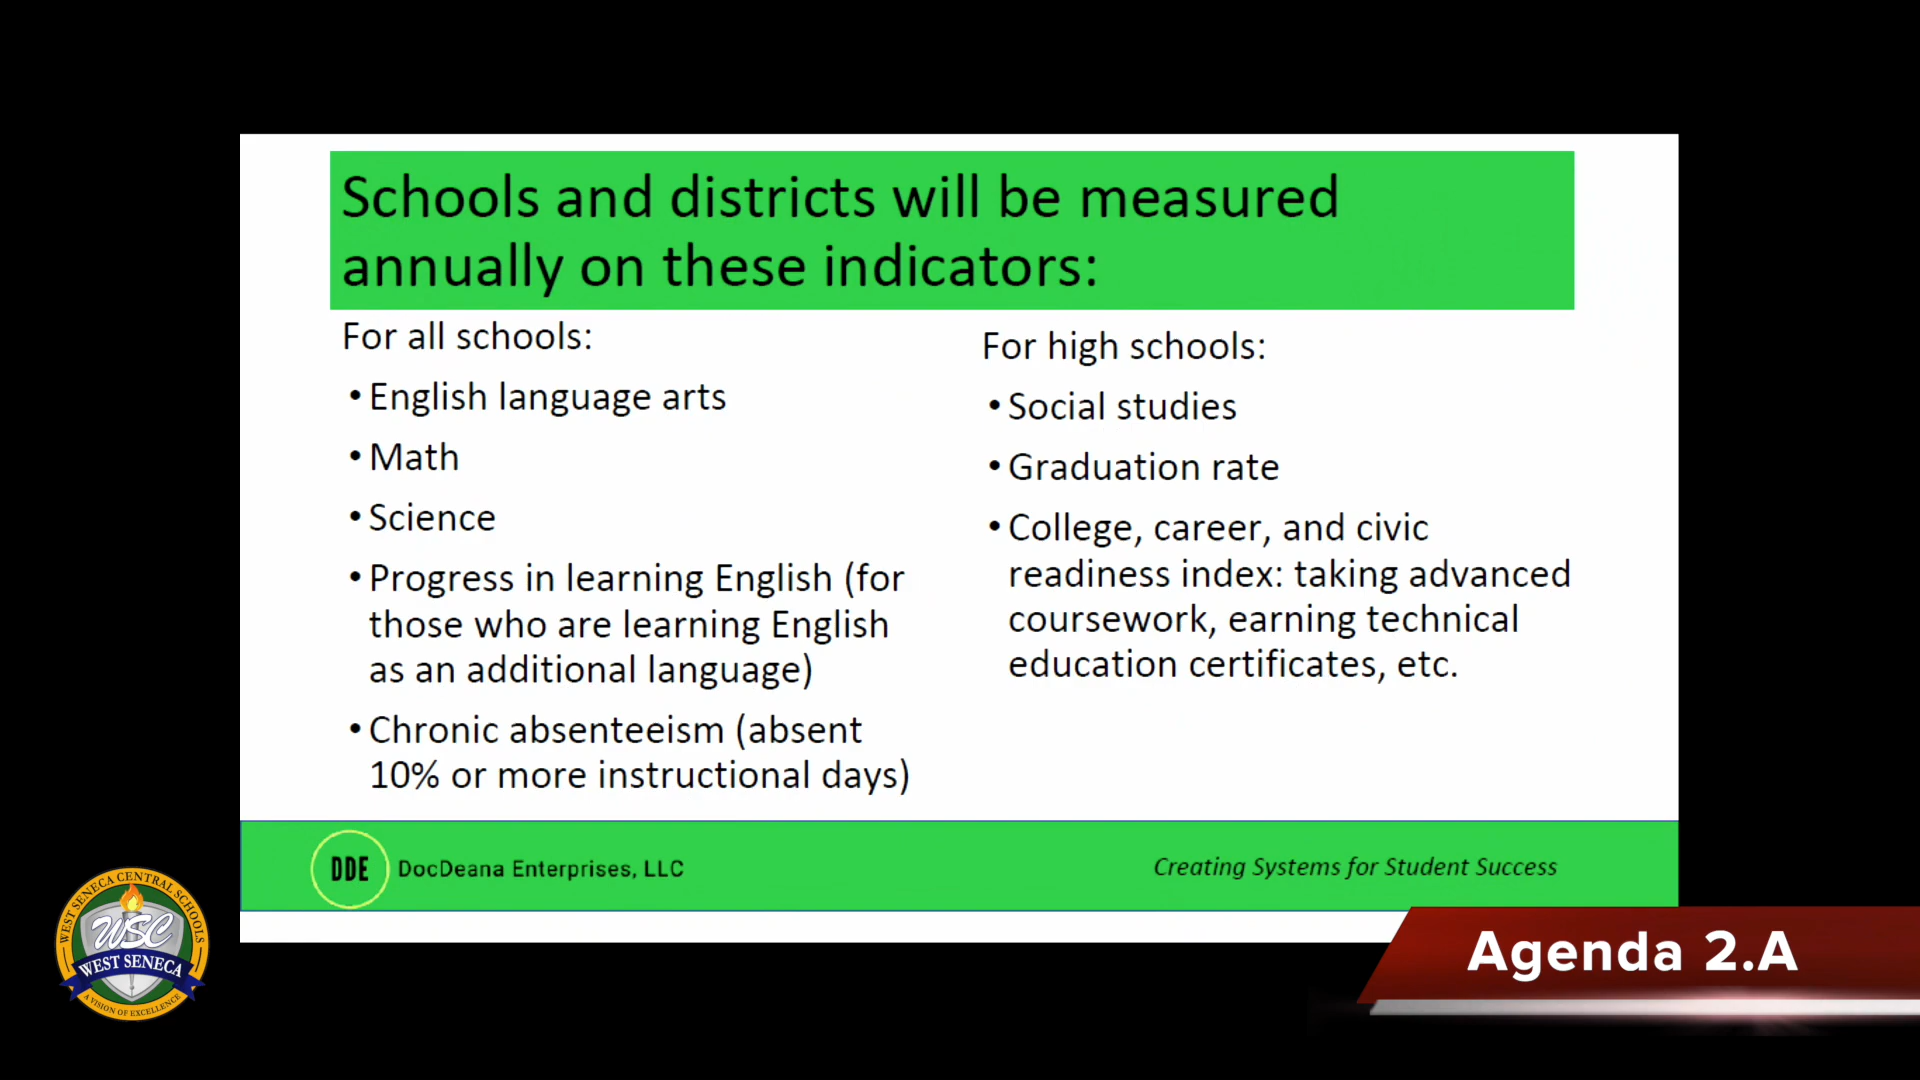 Schools and districts will be measured
annually on these indicators:
For all schools:
• English language arts
• Math
• Science
• Progress in learning English (for
those who are learning English
as an additional language)
• Chronic absenteeism (absent
10% or more instructional days)
For high schools:
• Social studies
• Graduation rate
• College, career, and civic
readiness index: taking advanced
coursework, earning technical
education certificates, etc.
DDE DocDeana Enterprises, LLC
Creating Systems for Student Success
WEST SENECA CENTRAL SCHOOLS
WSC
WEST SENECA
A VISION OF EXCELLENCE
Agenda 2.A